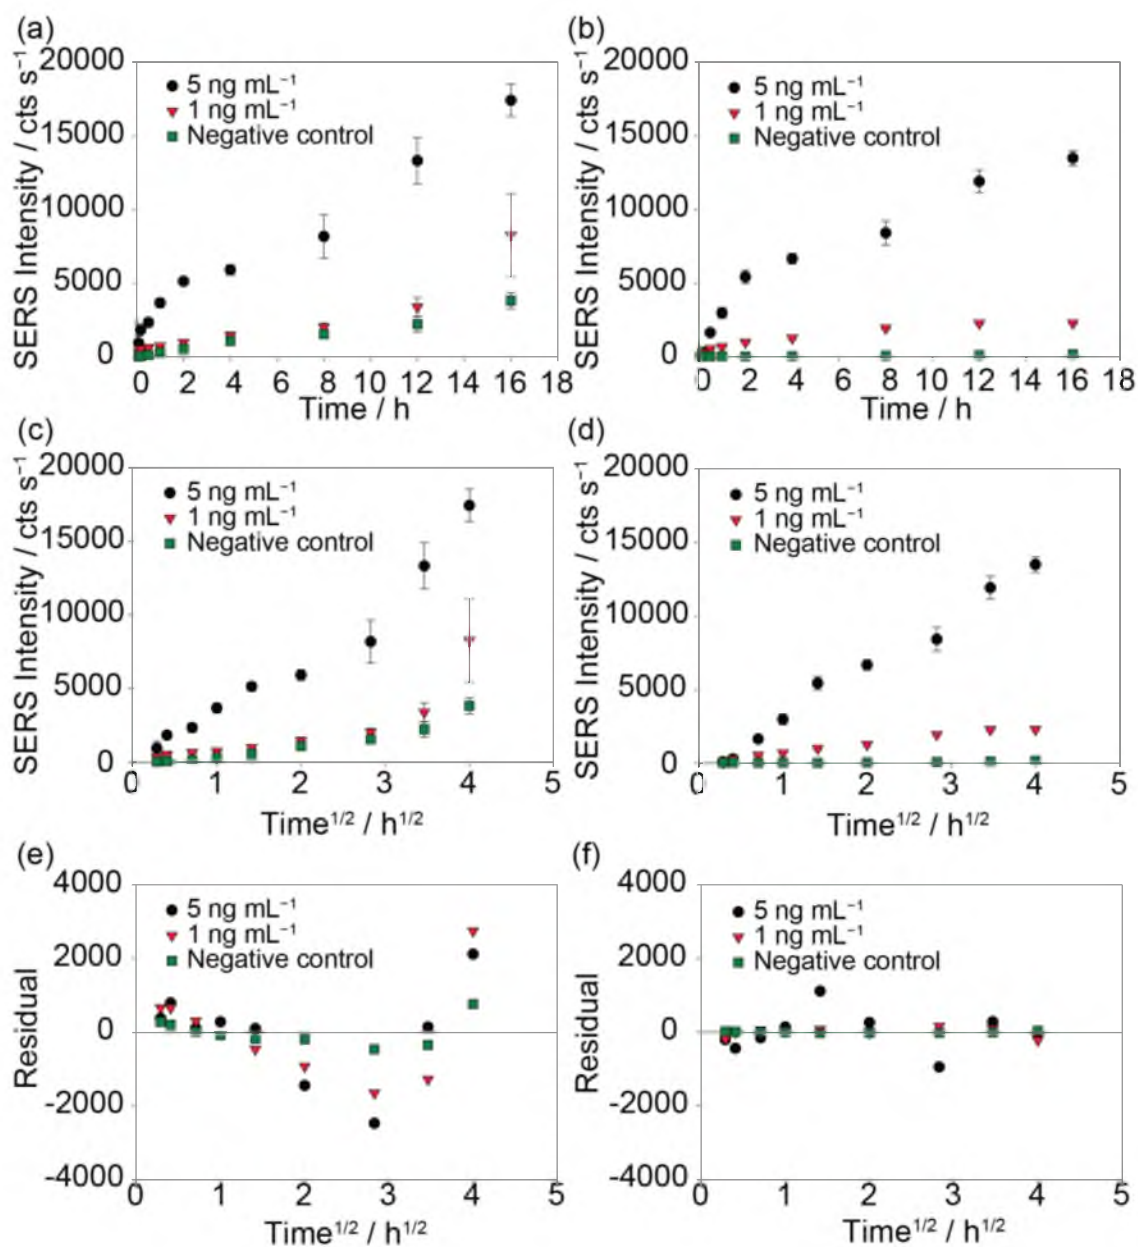 (a)
SERS Intensity / cts s⁻¹
20000
15000
10000
5000
0
5 ng mL⁻¹
1 ng mL⁻¹
Negative control
0 2 4 6 8 10 12 14 16 18
Time / h
(b)
SERS Intensity / cts s⁻¹
20000
15000
10000
5000
0
5 ng mL⁻¹
1 ng mL⁻¹
Negative control
0 2 4 6 8 10 12 14 16 18
Time / h
(c)
SERS Intensity / cts s⁻¹
20000
15000
10000
5000
0
5 ng mL⁻¹
1 ng mL⁻¹
Negative control
0 1 2 3 4 5
Time¹/² / h¹/²
(d)
SERS Intensity / cts s⁻¹
20000
15000
10000
5000
0
5 ng mL⁻¹
1 ng mL⁻¹
Negative control
0 1 2 3 4 5
Time¹/² / h¹/²
(e)
Residual
4000
2000
0
-2000
-4000
5 ng mL⁻¹
1 ng mL⁻¹
Negative control
0 1 2 3 4 5
Time¹/² / h¹/²
(f)
Residual
4000
2000
0
-2000
-4000
5 ng mL⁻¹
1 ng mL⁻¹
Negative control
0 1 2 3 4 5
Time¹/² / h¹/²